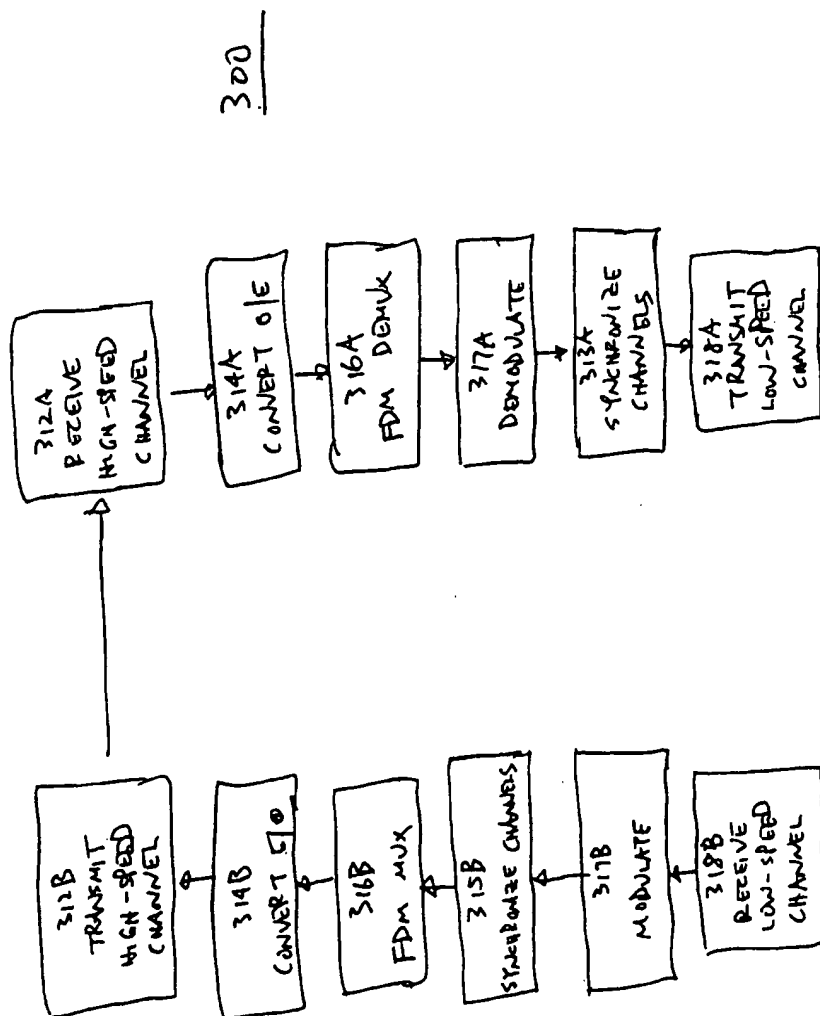 300
312A
RECEIVE
HIGH-SPEED
CHANNEL
314A
CONVERT O/E
316A
FDM DEMUX
317A
DEMODULATE
313A
SYNCHRONIZE
CHANNELS
318A
TRANSMIT
LOW-SPEED
CHANNEL
312B
TRANSMIT
HIGH-SPEED
CHANNEL
314B
CONVERT E/O
316B
FDM MUX
315B
SYNCHRONIZE CHANNELS
317B
MODULATE
318B
RECEIVE
LOW-SPEED
CHANNEL